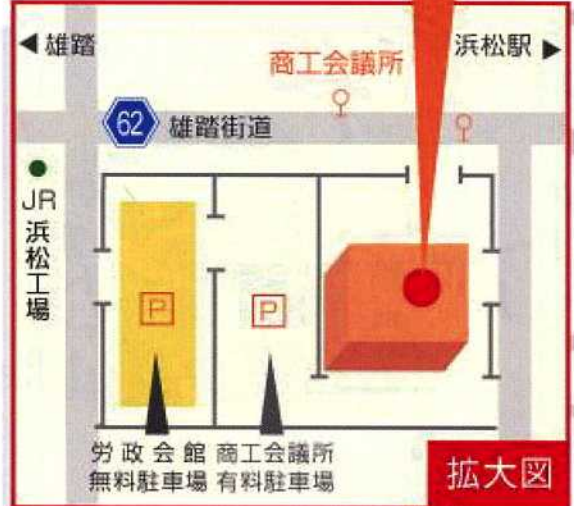 ◀ 雄踏
浜松駅 ▶
商工会議所
62 雄踏街道
JR
浜松工場
P
P
労政会館
無料駐車場
商工会議所
有料駐車場
拡大図